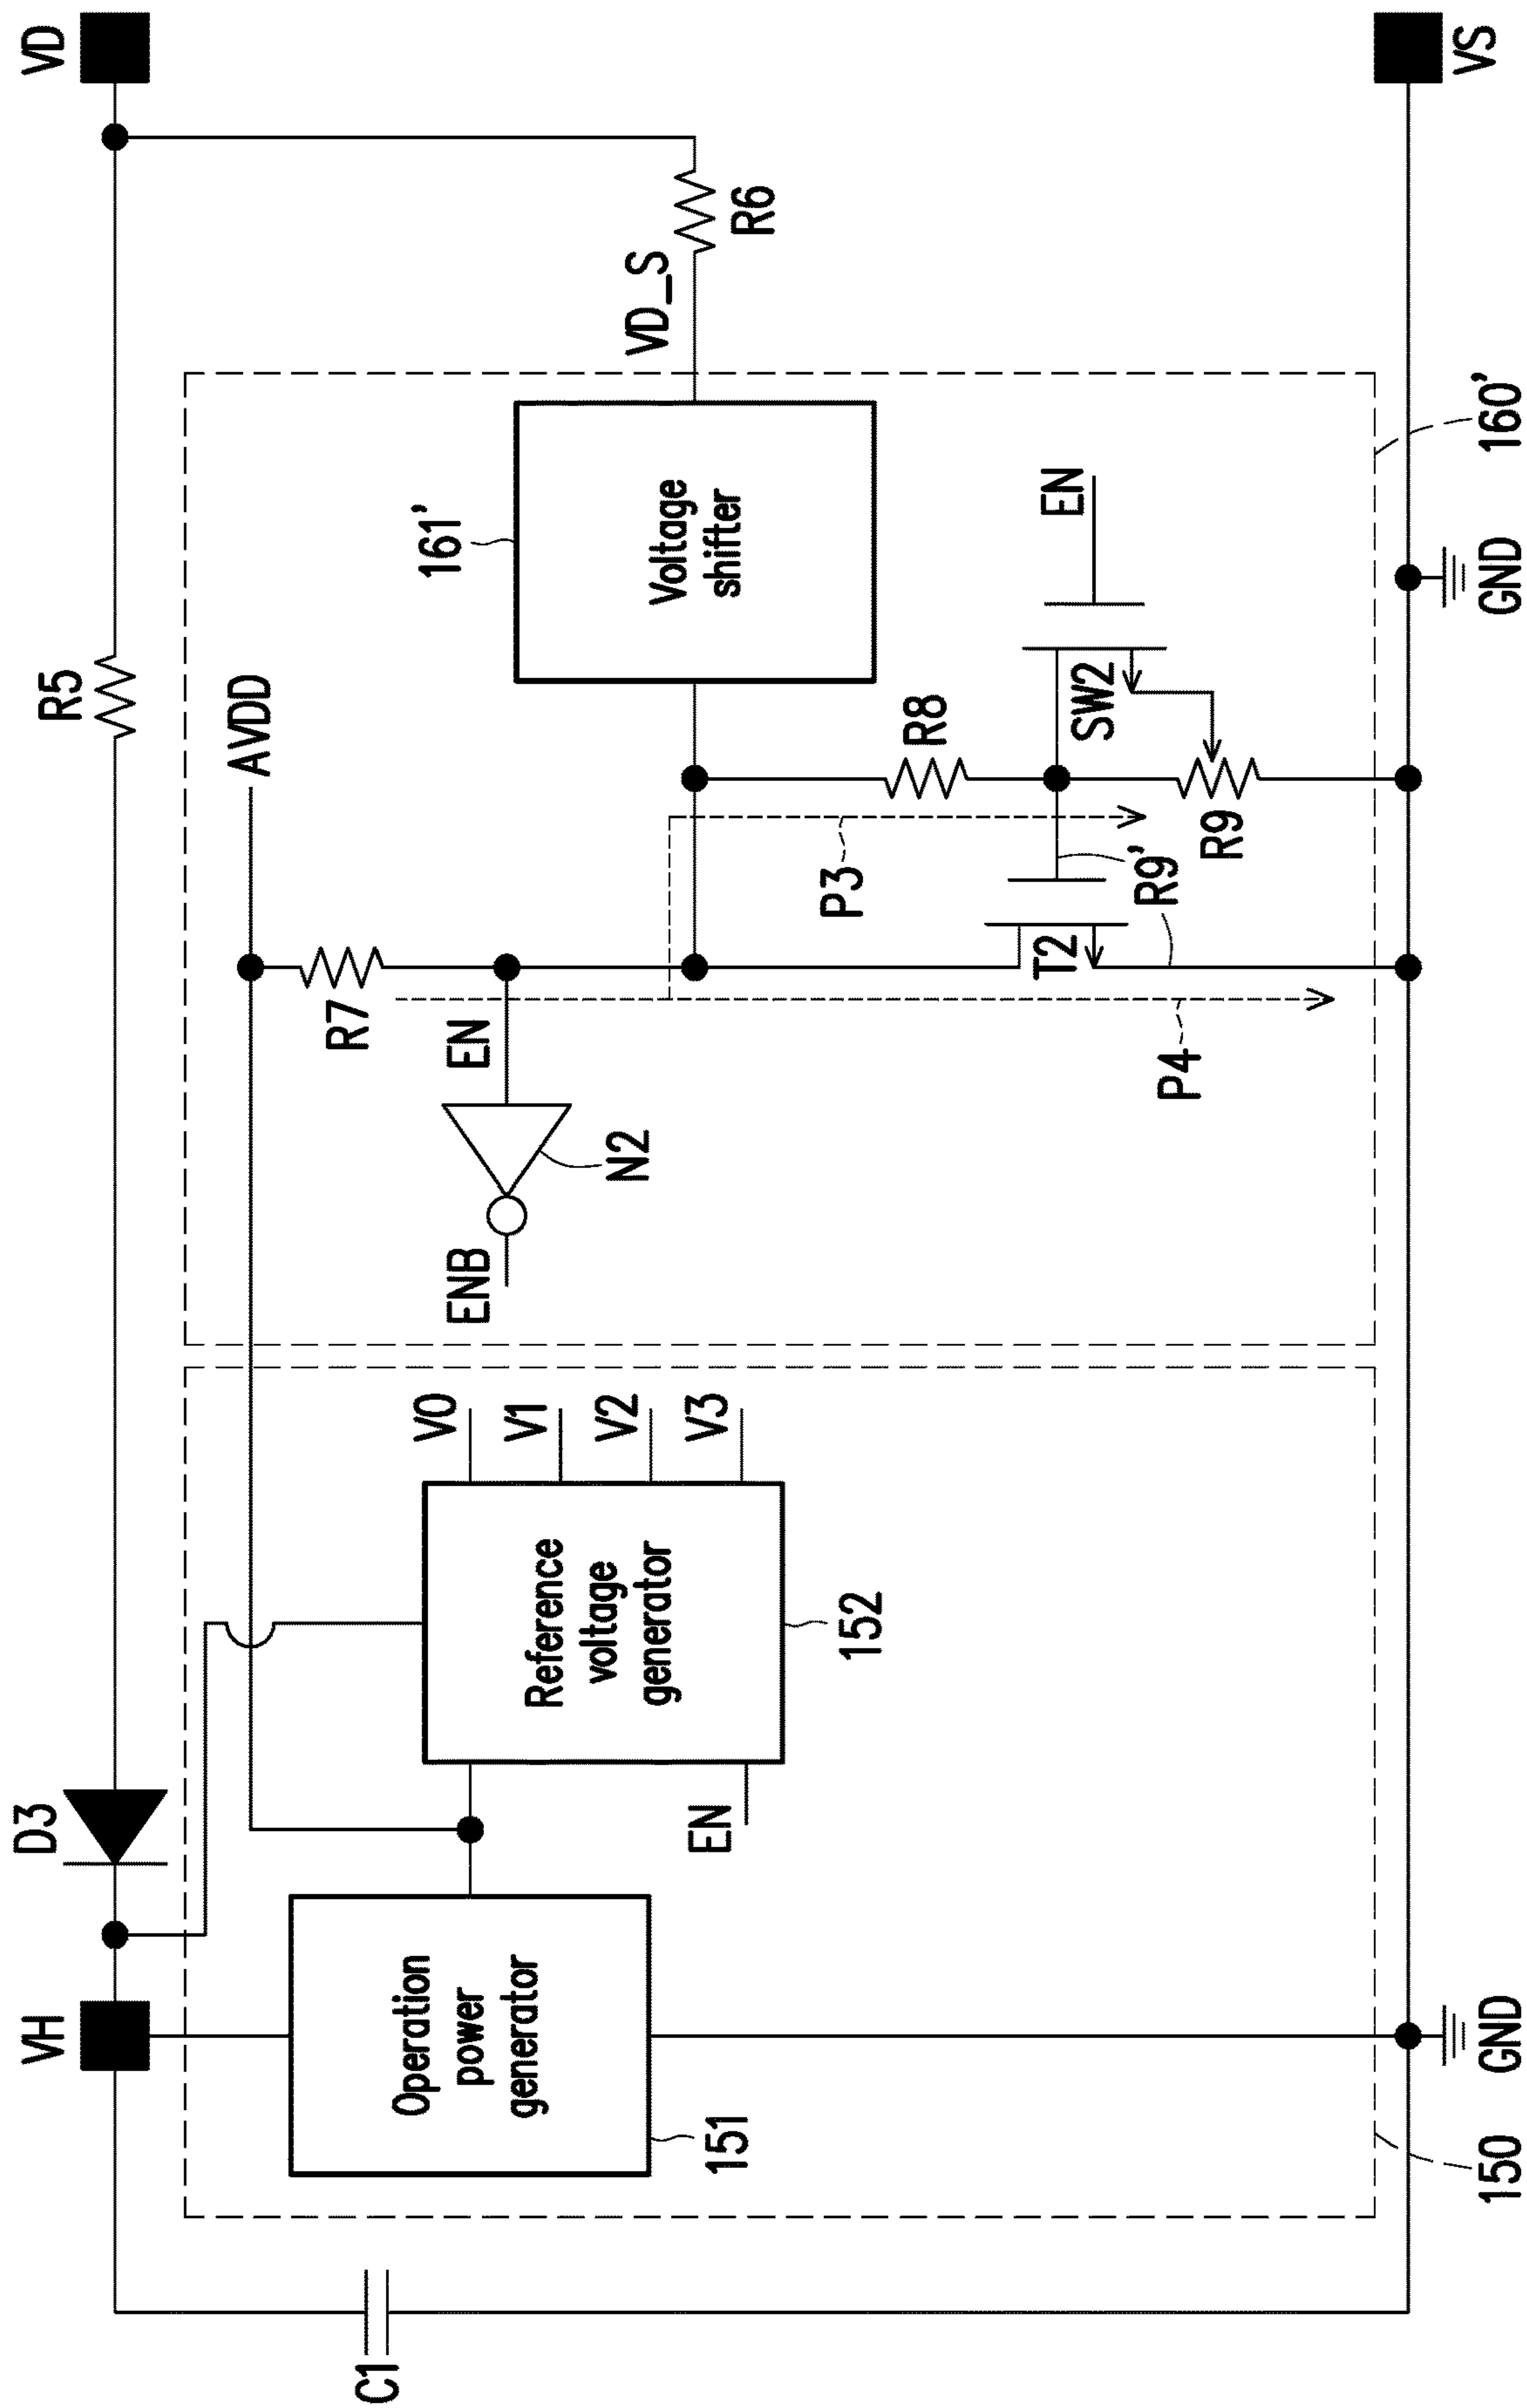 VH
D3
R5
VD
C1
Operation
power
generator
151
Reference
voltage
generator
152
EN
V0
V1
V2
V3
AVDD
R7
EN
ENB
N2
161’
Voltage
shifter
VD_S
R6
P3
R8
EN
SW2
T2
R9’
R9
P4
150
GND
160’
GND
VS